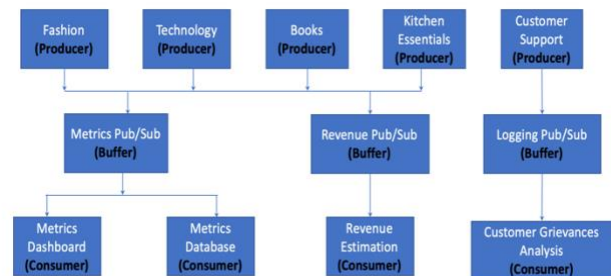 Fashion
(Producer)
Technology
(Producer)
Books
(Producer)
Kitchen
Essentials
(Producer)
Customer
Support
(Producer)
Metrics Pub/Sub
(Buffer)
Revenue Pub/Sub
(Buffer)
Logging Pub/Sub
(Buffer)
Metrics
Dashboard
(Consumer)
Metrics
Database
(Consumer)
Revenue
Estimation
(Consumer)
Customer Grievances
Analysis
(Consumer)